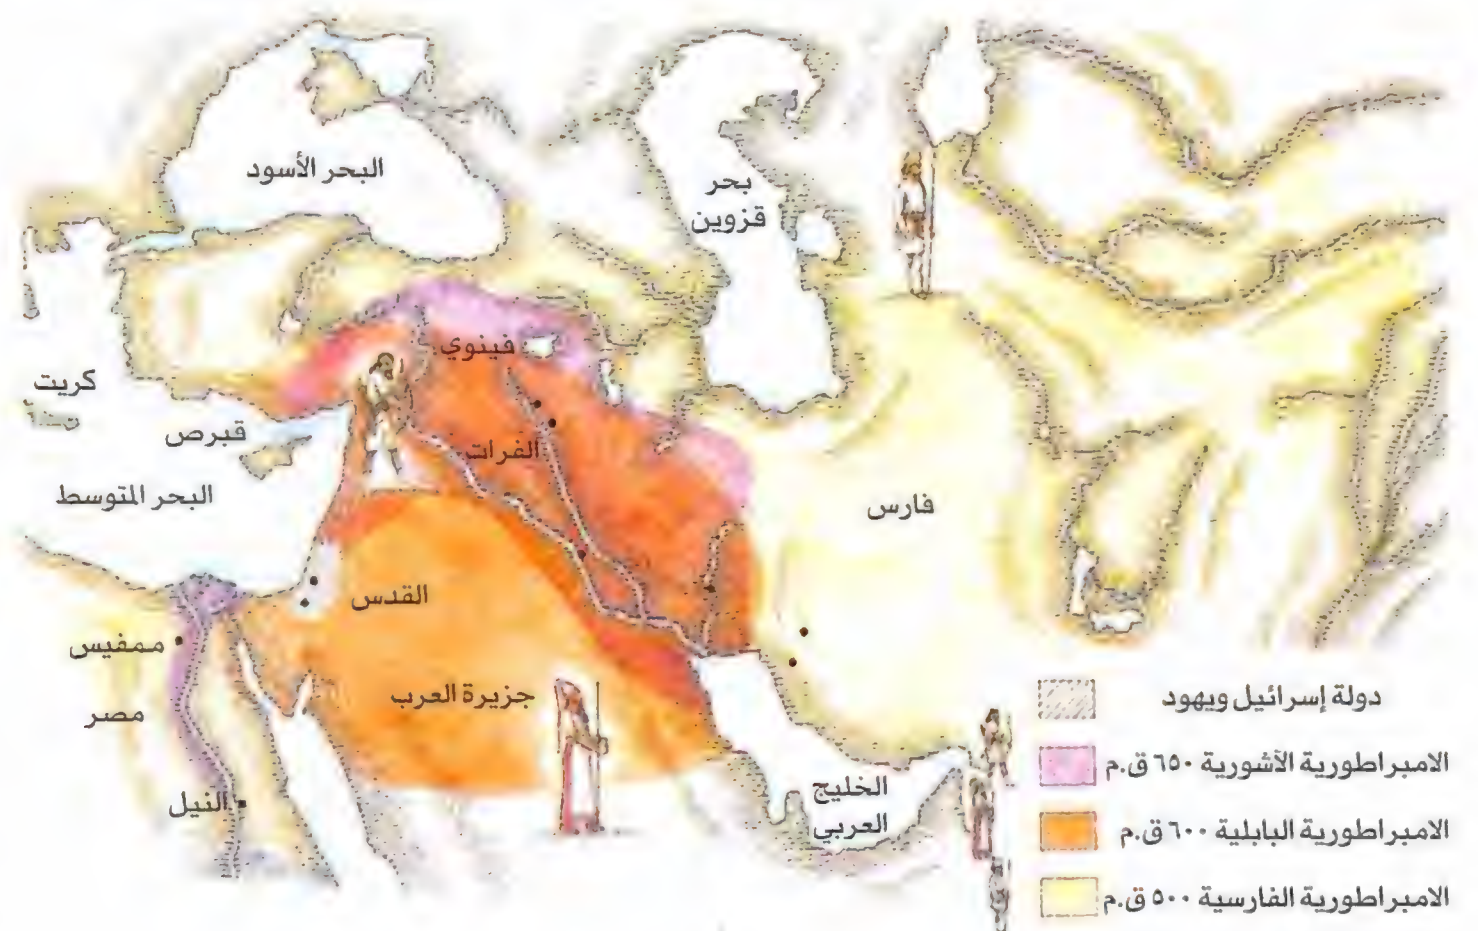 البحر الأسود
بحر
قزوين
فينوي
كريت
قبرص
الفرات
البحر المتوسط
فارس
القدس
ممفيس
جزيرة العرب
مصر
النيل
الخليج
العربي
دولة إسرائيل ويهود
الامبراطورية الآشورية ٦٥٠ ق.م
الامبراطورية البابلية ٦٠٠ ق.م
الامبراطورية الفارسية ٥٠٠ ق.م